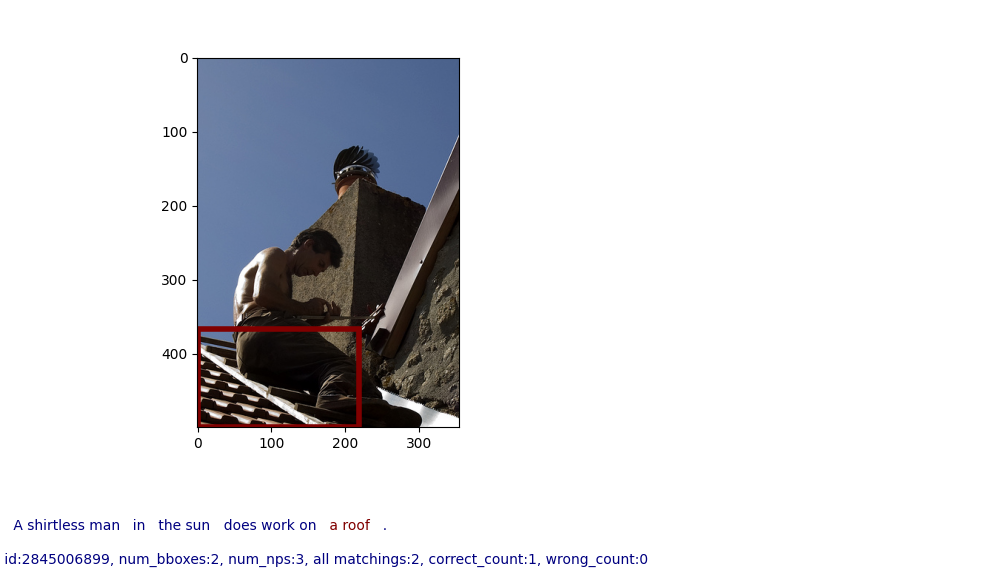 0
100
200
300
400
0 100 200 300
A shirtless man in the sun does work on a roof .
id:2845006899, num_bboxes:2, num_nps:3, all matchings:2, correct_count:1, wrong_count:0